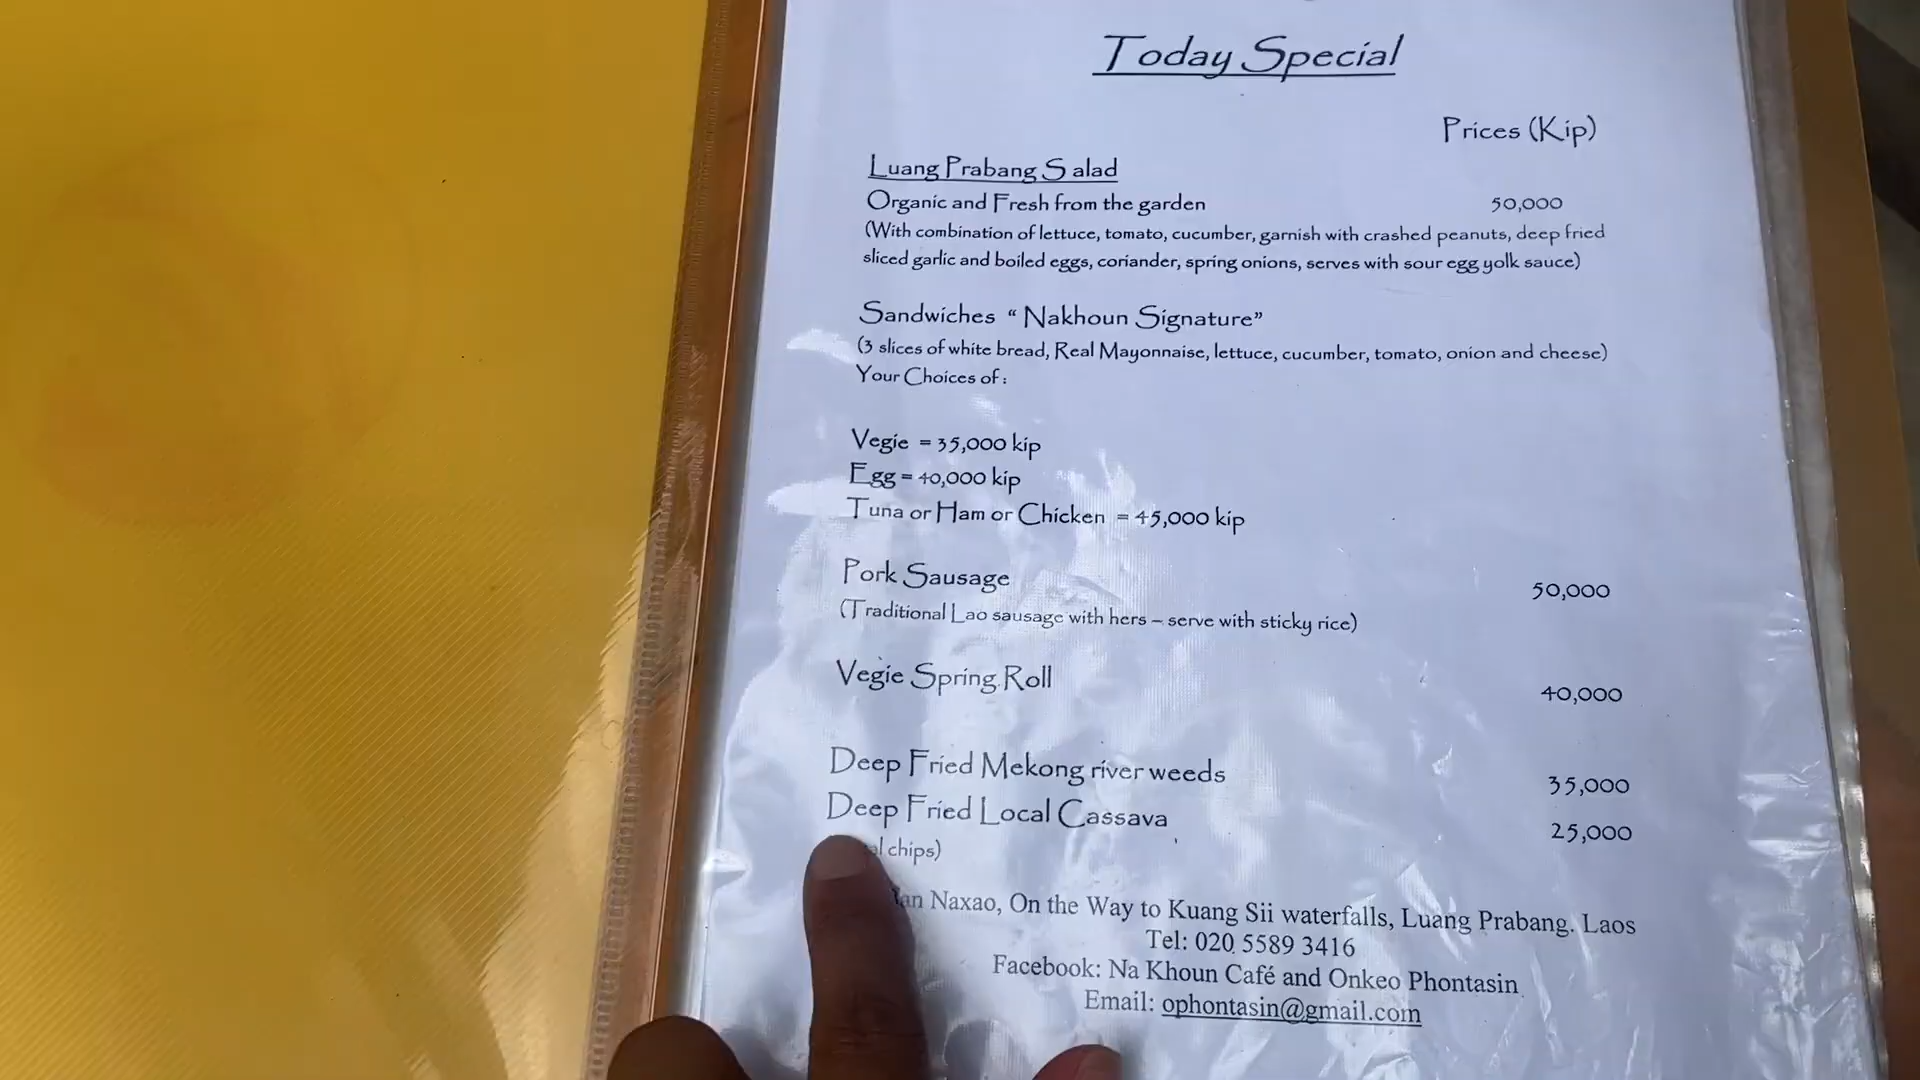 Today Special
Prices (Kip)
Luang Prabang Salad
Organic and Fresh from the garden 50,000
(With combination of lettuce, tomato, cucumber, garnish with crashed peanuts, deep fried
sliced garlic and boiled eggs, coriander, spring onions, serves with sour egg yolk sauce)
Sandwiches “ Nakhoun Signature”
(3 slices of white bread, Real Mayonnaise, lettuce, cucumber, tomato, onion and cheese)
Your Choices of :
Vegie = 35,000 kip
Egg = 40,000 kip
Tuna or Ham or Chicken = 45,000 kip
Pork Sausage 50,000
(Traditional Lao sausage with hers – serve with sticky rice)
Vegie Spring Roll 40,000
Deep Fried Mekong river weeds 35,000
Deep Fried Local Cassava 25,000
chips)
Naxao, On the Way to Kuang Sii waterfalls, Luang Prabang. Laos
Tel: 020 5589 3416
Facebook: Na Khoun Café and Onkeo Phontasin
Email: ophontasin@gmail.com